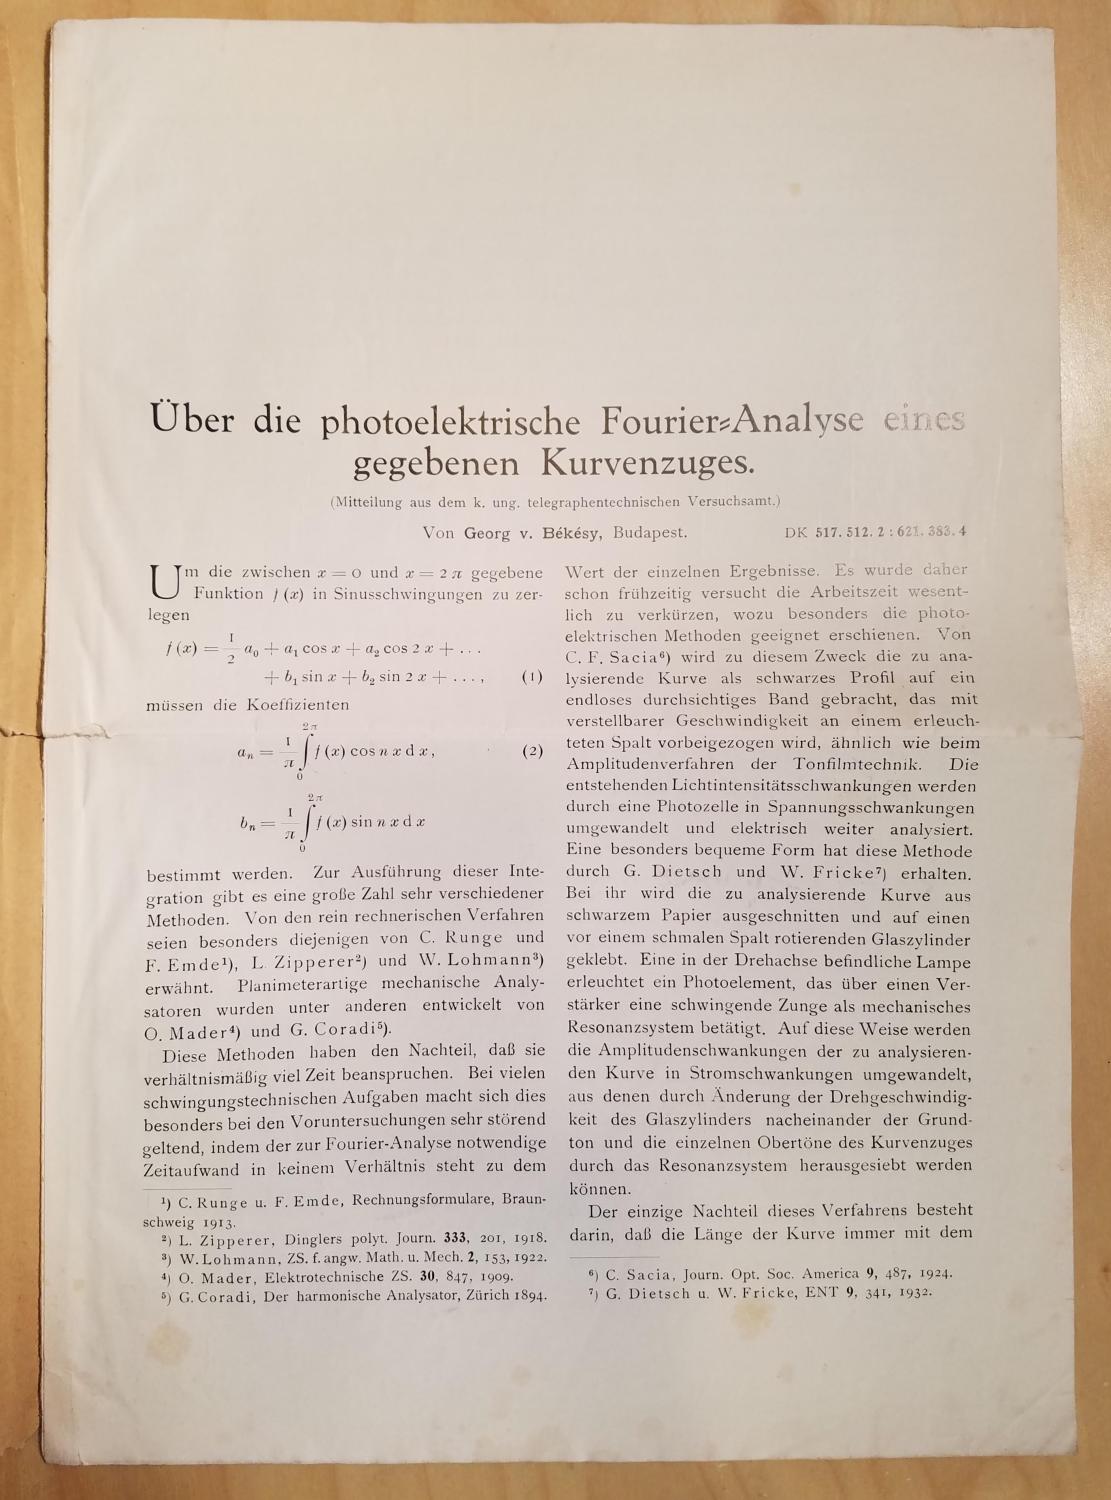 Über die photoelektrische Fourier-Analyse eines
gegebenen Kurvenzuges.
(Mitteilung aus dem k. ung. telegraphentechnischen Versuchsamt.)
Von Georg v. Békésy, Budapest.
DK 517. 512. 2 : 621. 383. 4
Um die zwischen x = 0 und x = 2 π gegebene
Funktion f (x) in Sinusschwingungen zu zer-
legen
f (x) = 1/2 a₀ + a₁ cos x + a₂ cos 2 x + . . .
+ b₁ sin x + b₂ sin 2 x + . . . , (1)
müssen die Koeffizienten
aₙ = 1/π ∫₀^2π f (x) cos n x d x , (2)
bₙ = 1/π ∫₀^2π f (x) sin n x d x
bestimmt werden. Zur Ausführung dieser Inte-
gration gibt es eine große Zahl sehr verschiedener
Methoden. Von den rein rechnerischen Verfahren
seien besonders diejenigen von C. Runge und
F. Emde¹), L. Zipperer²) und W. Lohmann³)
erwähnt. Planimeterartige mechanische Analy-
satoren wurden unter anderen entwickelt von
O. Mader⁴) und G. Coradi⁵).
Diese Methoden haben den Nachteil, daß sie
verhältnismäßig viel Zeit beanspruchen. Bei vielen
schwingungstechnischen Aufgaben macht sich dies
besonders bei den Voruntersuchungen sehr störend
geltend, indem der zur Fourier-Analyse notwendige
Zeitaufwand in keinem Verhältnis steht zu dem
¹) C. Runge u. F. Emde, Rechnungsformulare, Braun-
schweig 1913.
²) L. Zipperer, Dinglers polyt. Journ. 333, 201, 1918.
³) W. Lohmann, ZS. f. angw. Math. u. Mech. 2, 153, 1922.
⁴) O. Mader, Elektrotechnische ZS. 30, 847, 1909.
⁵) G. Coradi, Der harmonische Analysator, Zürich 1894.
Wert der einzelnen Ergebnisse. Es wurde daher
schon frühzeitig versucht die Arbeitszeit wesent-
lich zu verkürzen, wozu besonders die photo-
elektrischen Methoden geeignet erschienen. Von
C. F. Sacia⁶) wird zu diesem Zweck die zu ana-
lysierende Kurve als schwarzes Profil auf ein
endloses durchsichtiges Band gebracht, das mit
verstellbarer Geschwindigkeit an einem erleuch-
teten Spalt vorbeigezogen wird, ähnlich wie beim
Amplitudenverfahren der Tonfilmtechnik. Die
entstehenden Lichtintensitätsschwankungen werden
durch eine Photozelle in Spannungsschwankungen
umgewandelt und elektrisch weiter analysiert.
Eine besonders bequeme Form hat diese Methode
durch G. Dietsch und W. Fricke⁷) erhalten.
Bei ihr wird die zu analysierende Kurve aus
schwarzem Papier ausgeschnitten und auf einen
vor einem schmalen Spalt rotierenden Glaszylinder
geklebt. Eine in der Drehachse befindliche Lampe
erleuchtet ein Photoelement, das über einen Ver-
stärker eine schwingende Zunge als mechanisches
Resonanzsystem betätigt. Auf diese Weise werden
die Amplitudenschwankungen der zu analysieren-
den Kurve in Stromschwankungen umgewandelt,
aus denen durch Änderung der Drehgeschwindig-
keit des Glaszylinders nacheinander der Grund-
ton und die einzelnen Obertöne des Kurvenzuges
durch das Resonanzsystem herausgesiebt werden
können.
Der einzige Nachteil dieses Verfahrens besteht
darin, daß die Länge der Kurve immer mit dem
⁶) C. Sacia, Journ. Opt. Soc. America 9, 487, 1924.
⁷) G. Dietsch u. W. Fricke, ENT 9, 341, 1932.